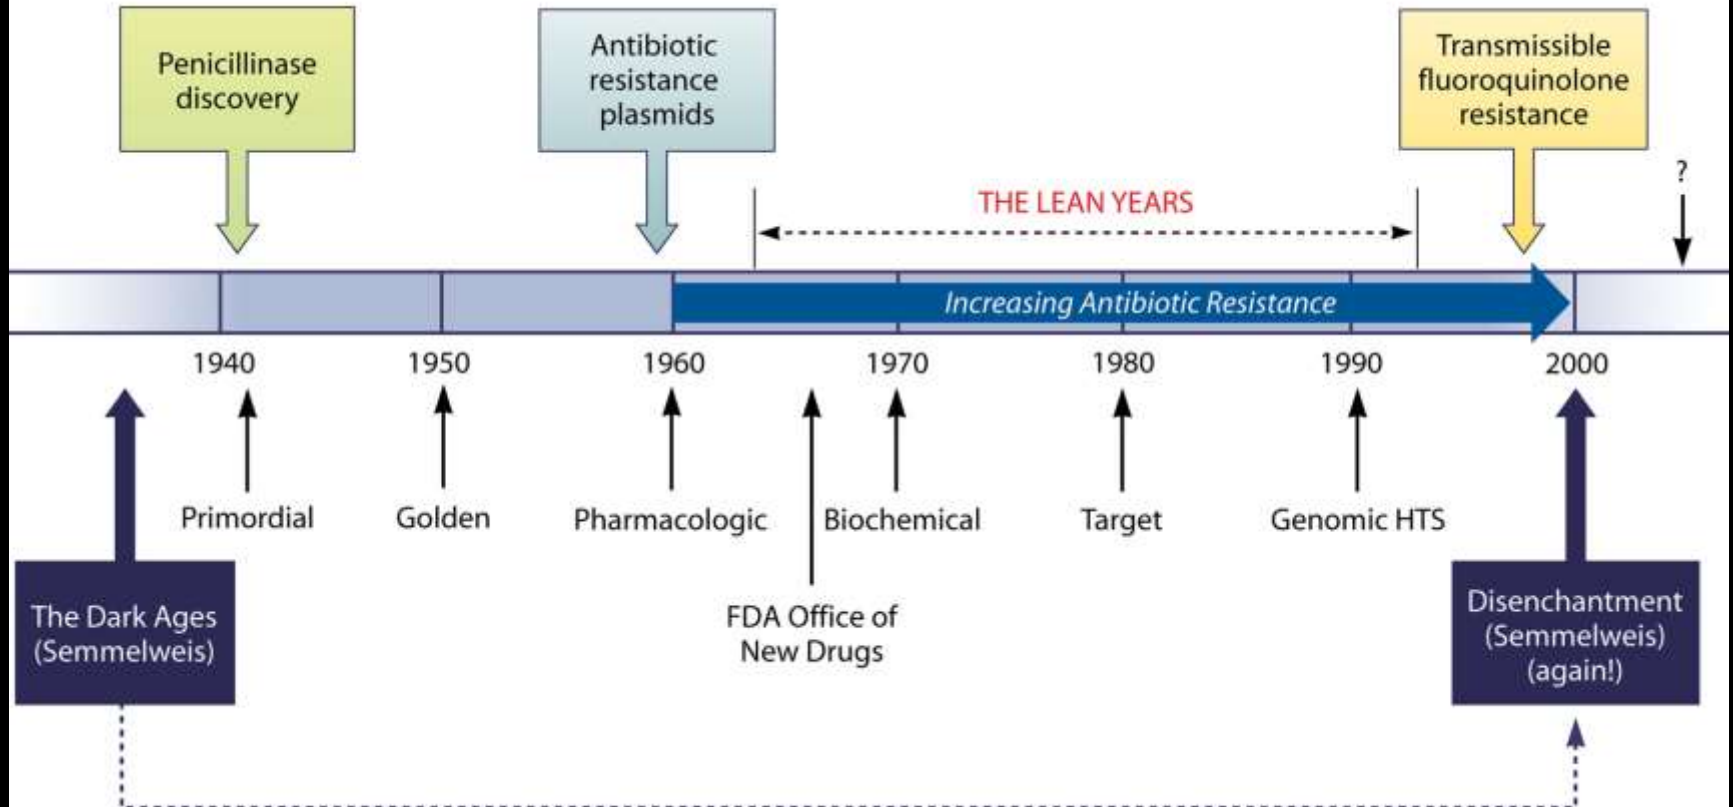 Penicillinase
discovery
Antibiotic
resistance
plasmids
Transmissible
fluoroquinolone
resistance
?
THE LEAN YEARS
Increasing Antibiotic Resistance
1940
1950
1960
1970
1980
1990
2000
Primordial
Golden
Pharmacologic
Biochemical
Target
Genomic HTS
FDA Office of
New Drugs
The Dark Ages
(Semmelweis)
Disenchantment
(Semmelweis)
(again!)